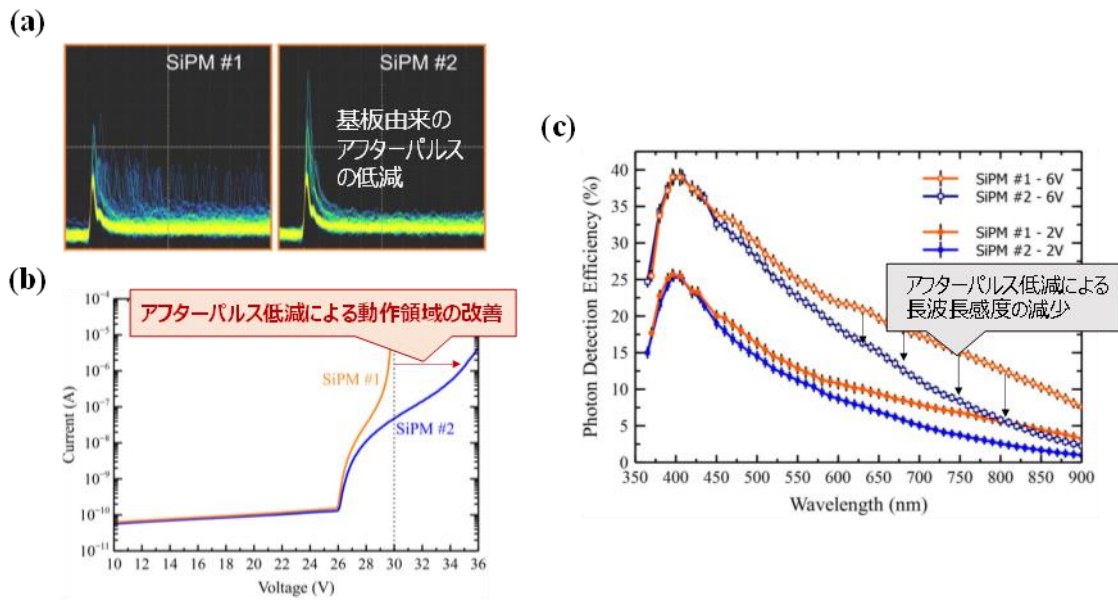 (a)
SiPM #1
SiPM #2
基板由来の
アフターパルス
の低減
(b)
アフターパルス低減による動作領域の改善
10⁻⁴
10⁻⁵
10⁻⁶
10⁻⁷
10⁻⁸
10⁻⁹
10⁻¹⁰
10⁻¹¹
Current (A)
SiPM #1
SiPM #2
10 12 14 16 18 20 22 24 26 28 30 32 34 36
Voltage (V)
(c)
Photon Detection Efficiency (%)
40
35
30
25
20
15
10
5
0
SiPM #1 - 6V
SiPM #2 - 6V
SiPM #1 - 2V
SiPM #2 - 2V
アフターパルス低減による
長波長感度の減少
350 400 450 500 550 600 650 700 750 800 850 900
Wavelength (nm)